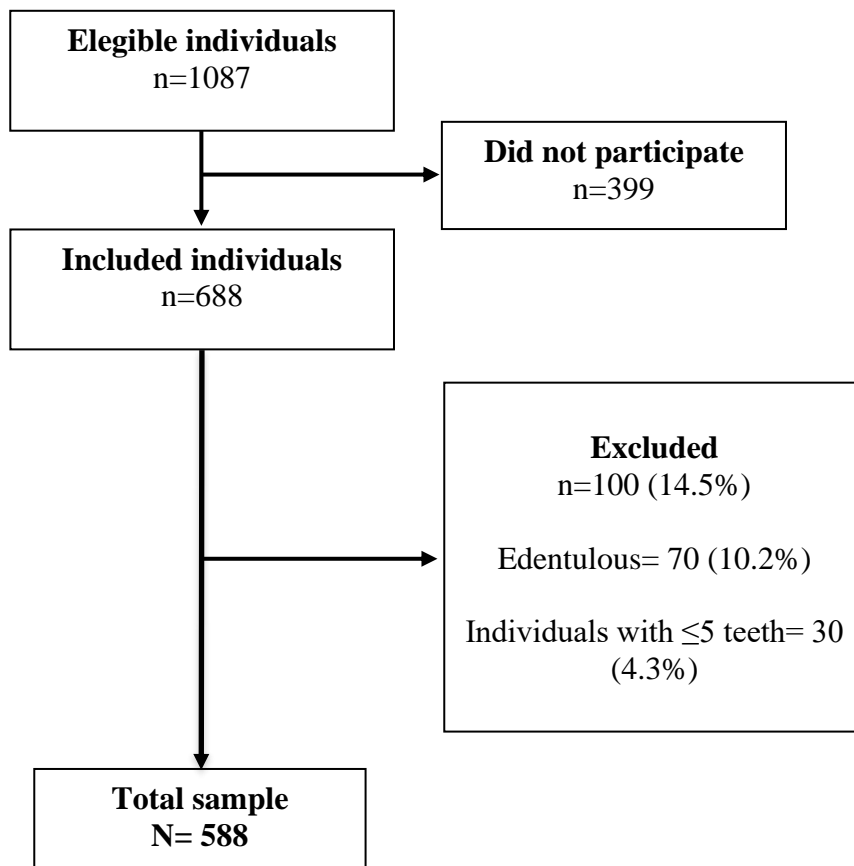 Elegible individuals
n=1087
Did not participate
n=399
Included individuals
n=688
Excluded
n=100 (14.5%)
Edentulous= 70 (10.2%)
Individuals with ≤5 teeth= 30
(4.3%)
Total sample
N= 588